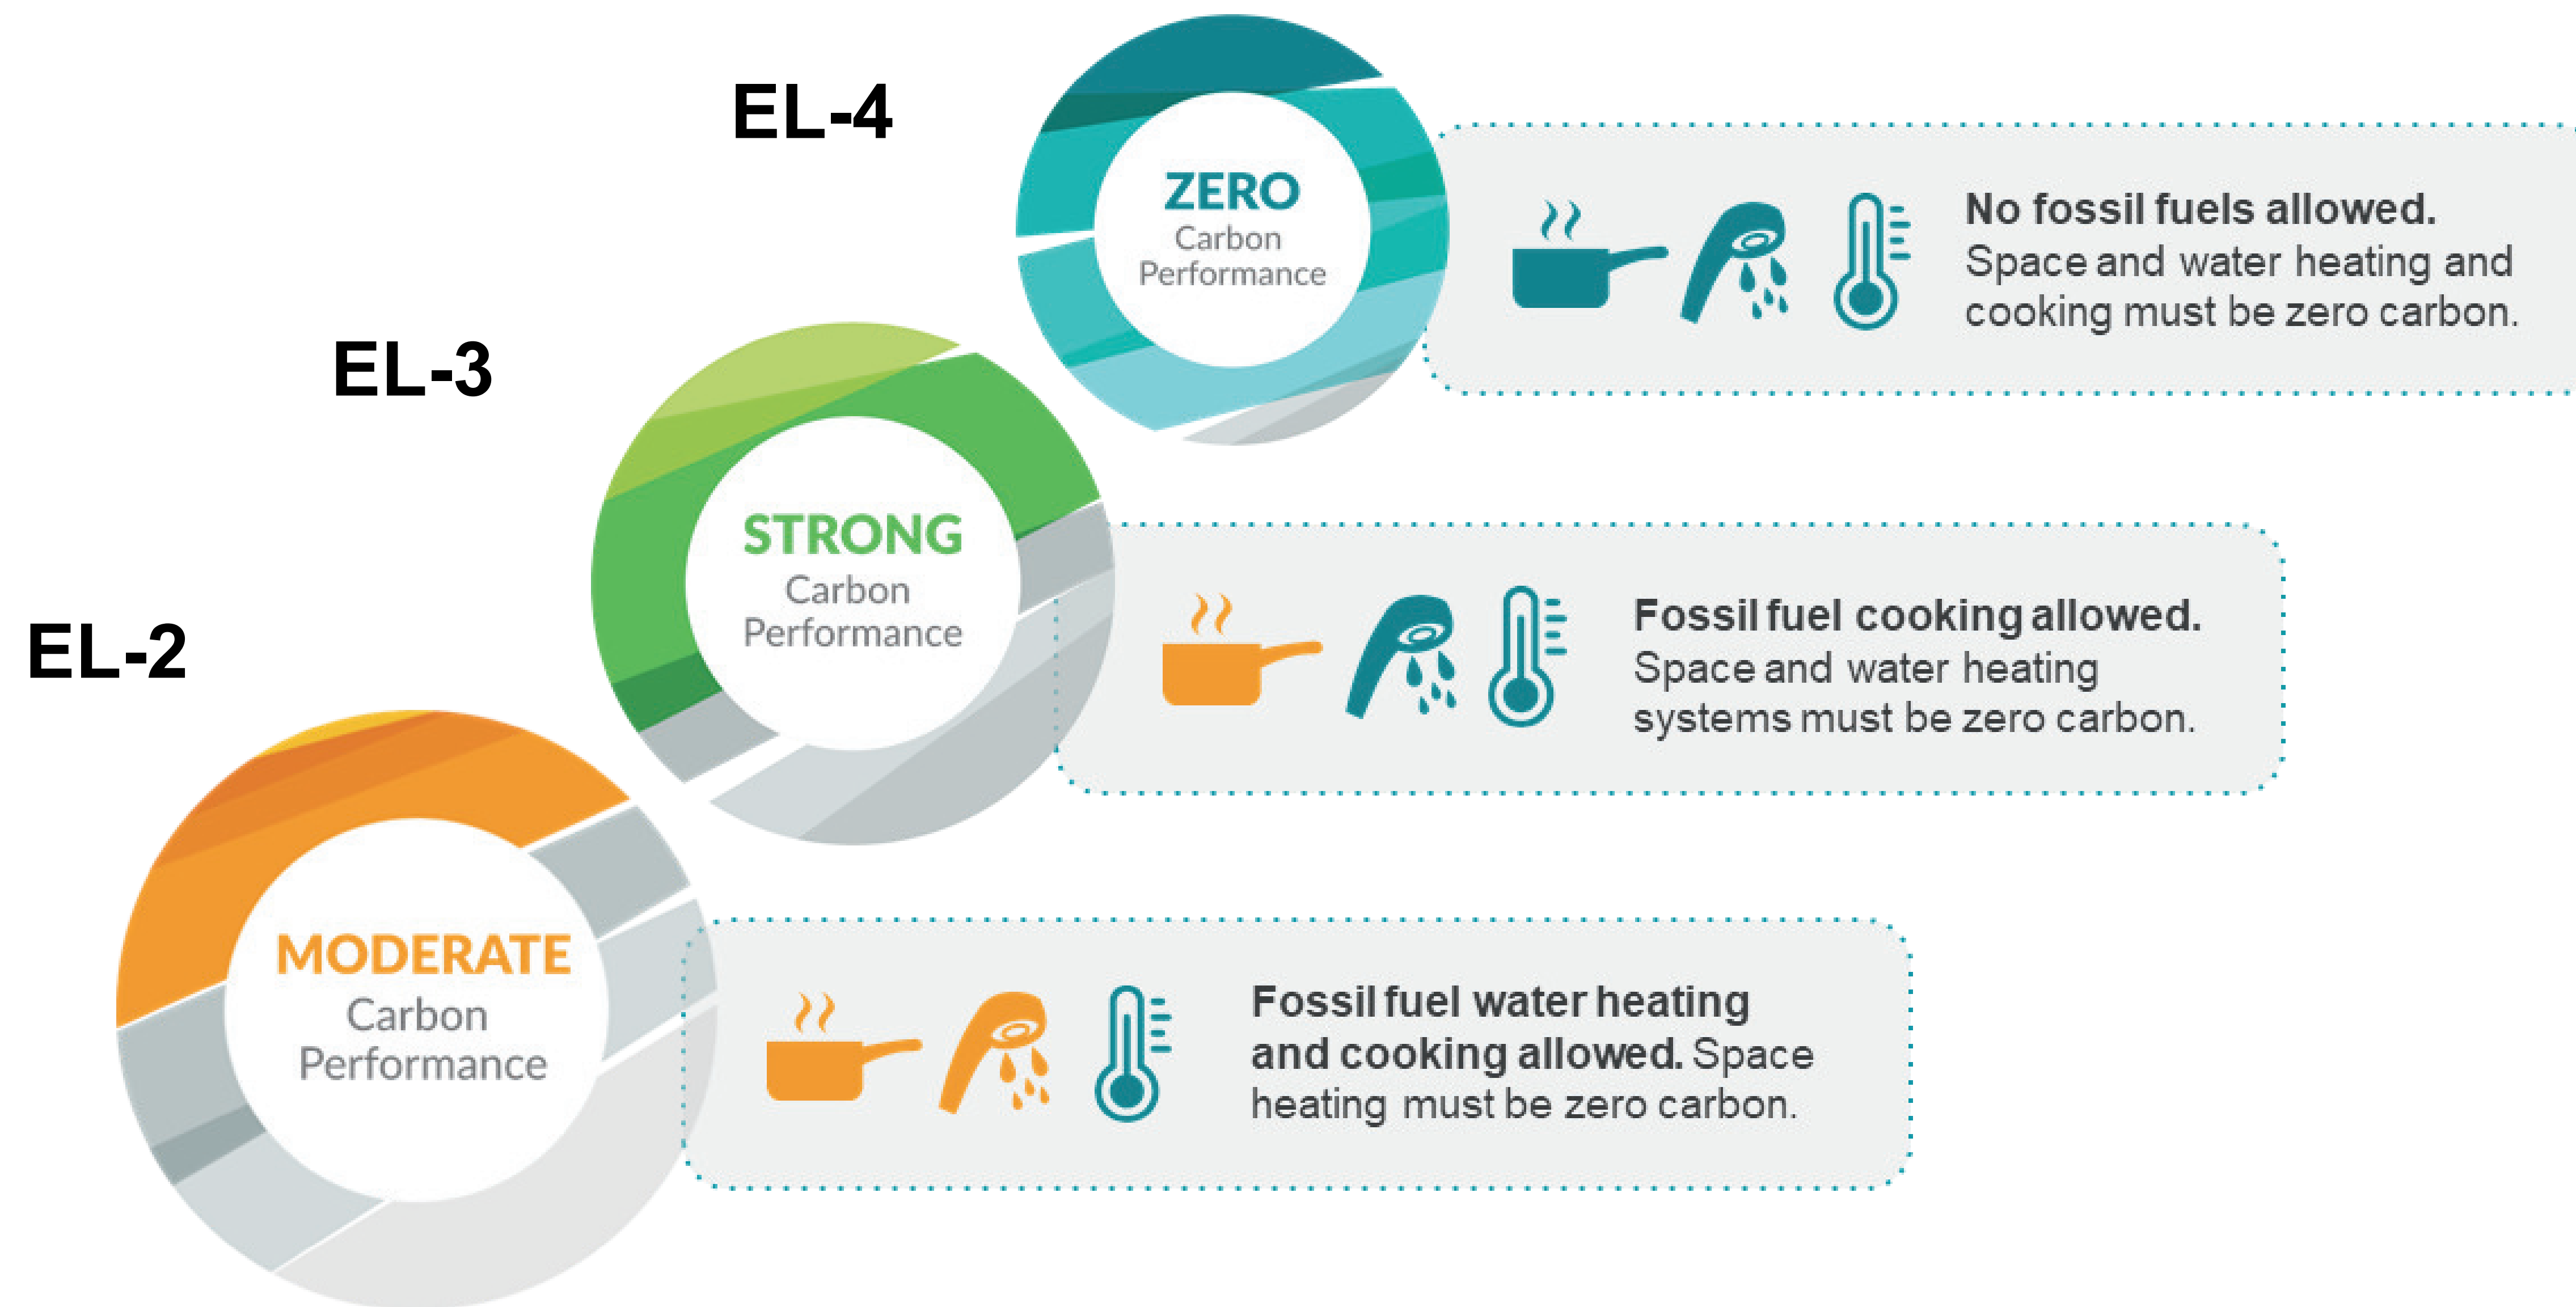 EL-4
ZERO
Carbon
Performance
No fossil fuels allowed.
Space and water heating and
cooking must be zero carbon.
EL-3
STRONG
Carbon
Performance
Fossil fuel cooking allowed.
Space and water heating
systems must be zero carbon.
EL-2
MODERATE
Carbon
Performance
Fossil fuel water heating
and cooking allowed. Space
heating must be zero carbon.